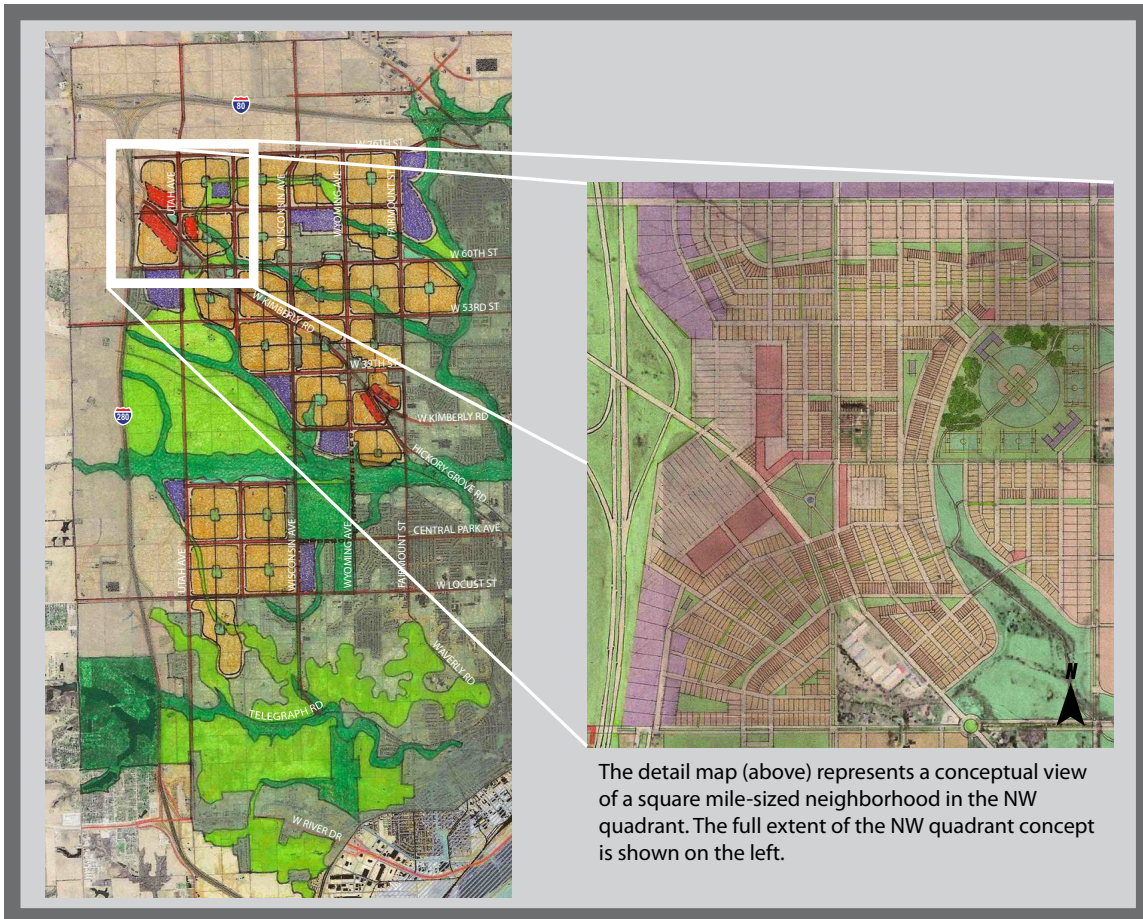 80
W 76TH ST
UTAH AVE
WISCONSIN AVE
WYOMING AVE
FAIRMOUNT ST
W 60TH ST
W KIMBERLY RD
W 53RD ST
W 39TH ST
280
W KIMBERLY RD
HICKORY GROVE RD
CENTRAL PARK AVE
UTAH AVE
WISCONSIN AVE
WYOMING AVE
FAIRMOUNT ST
W LOCUST ST
WAVERLY RD
TELEGRAPH RD
W RIVER DR
N
The detail map (above) represents a conceptual view
of a square mile-sized neighborhood in the NW
quadrant. The full extent of the NW quadrant concept
is shown on the left.